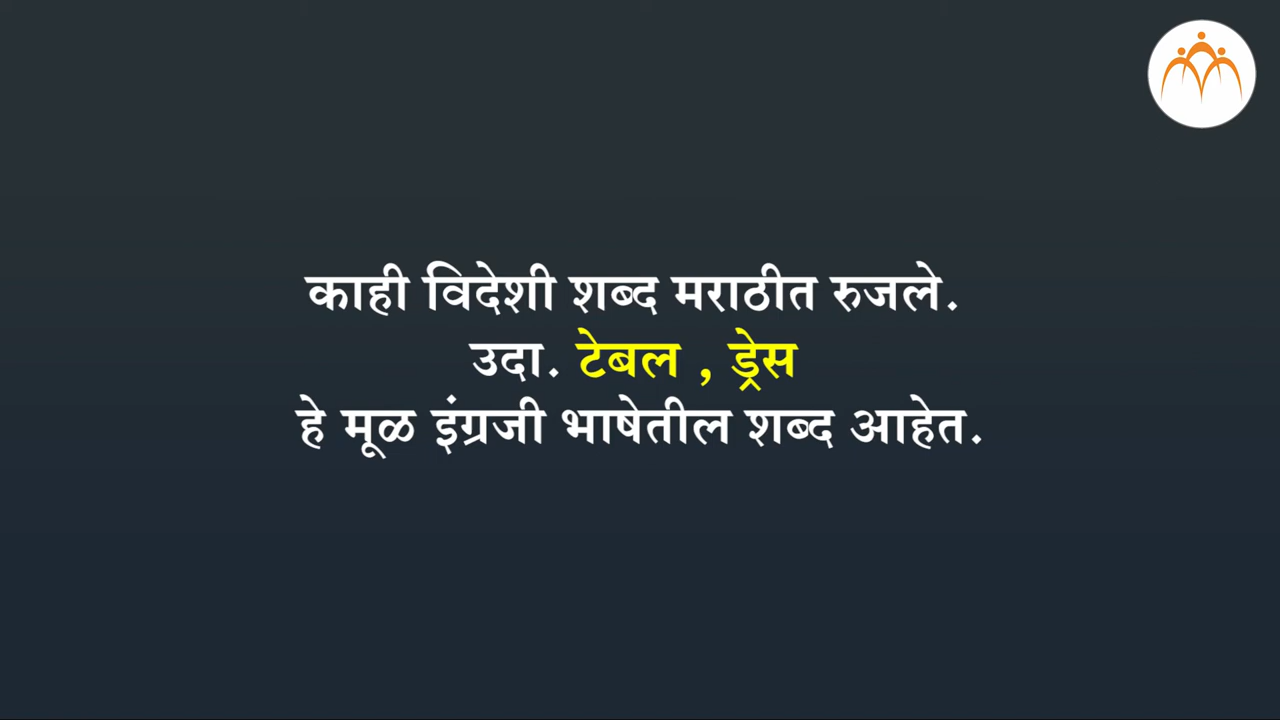 काही विदेशी शब्द मराठीत रुजले.
उदा. टेबल , ड्रेस
हे मूळ इंग्रजी भाषेतील शब्द आहेत.